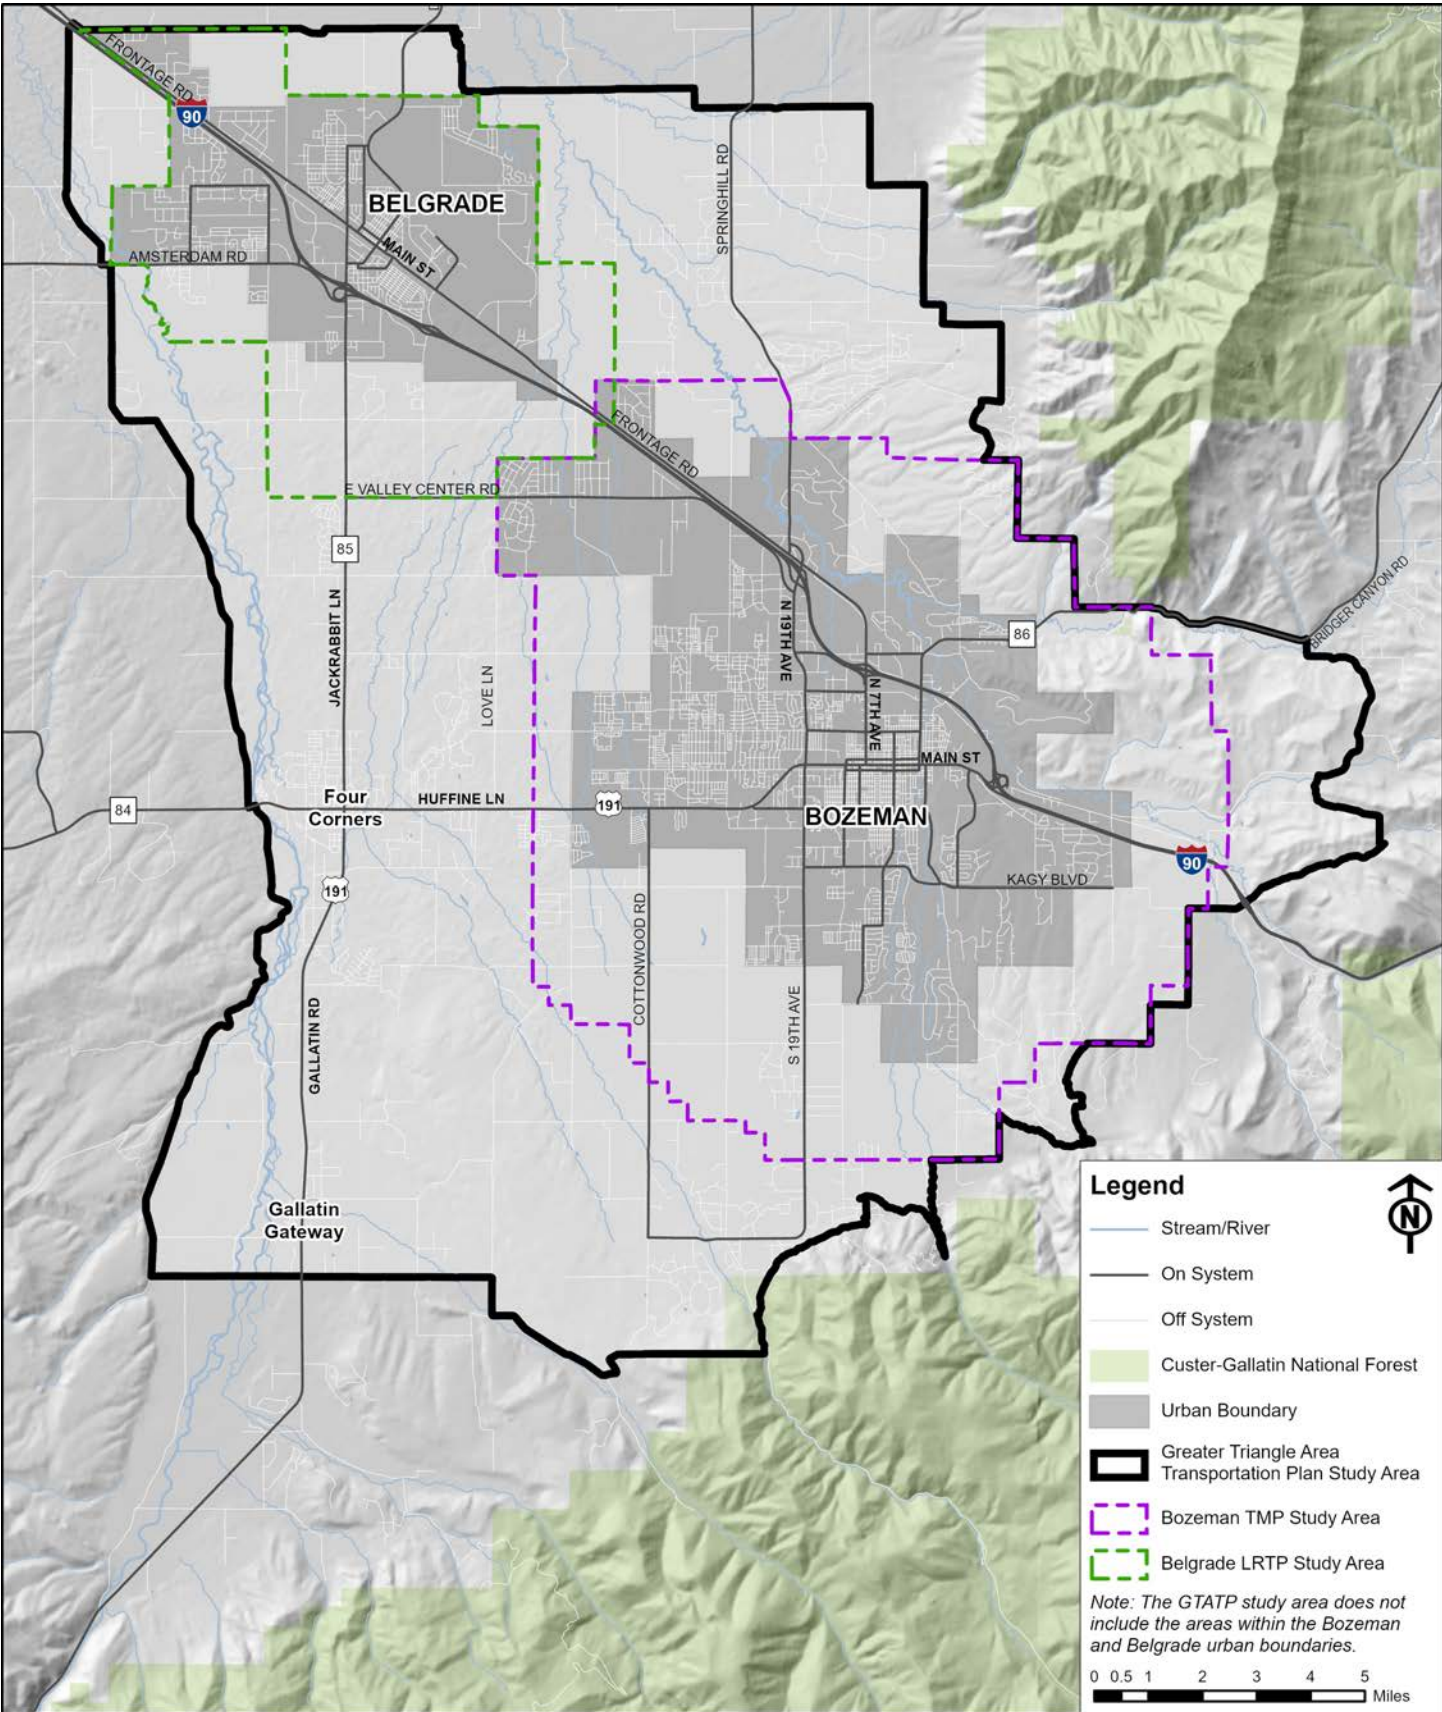 FRONTAGE RD
90
BELGRADE
MAIN ST
AMSTERDAM RD
SPRINGHILL RD
FRONTAGE RD
E VALLEY CENTER RD
85
JACKRABBIT LN
LOVE LN
N 19TH AVE
86
BRIDGER CANYON RD
N 7TH AVE
MAIN ST
84
Four
Corners
HUFFINE LN
191
BOZEMAN
90
191
KAGY BLVD
COTTONWOOD RD
S 19TH AVE
GALLATIN RD
Gallatin
Gateway
Legend
N
Stream/River
On System
Off System
Custer-Gallatin National Forest
Urban Boundary
Greater Triangle Area
Transportation Plan Study Area
Bozeman TMP Study Area
Belgrade LRTP Study Area
Note: The GTATP study area does not
include the areas within the Bozeman
and Belgrade urban boundaries.
0 0.5 1 2 3 4 5
Miles